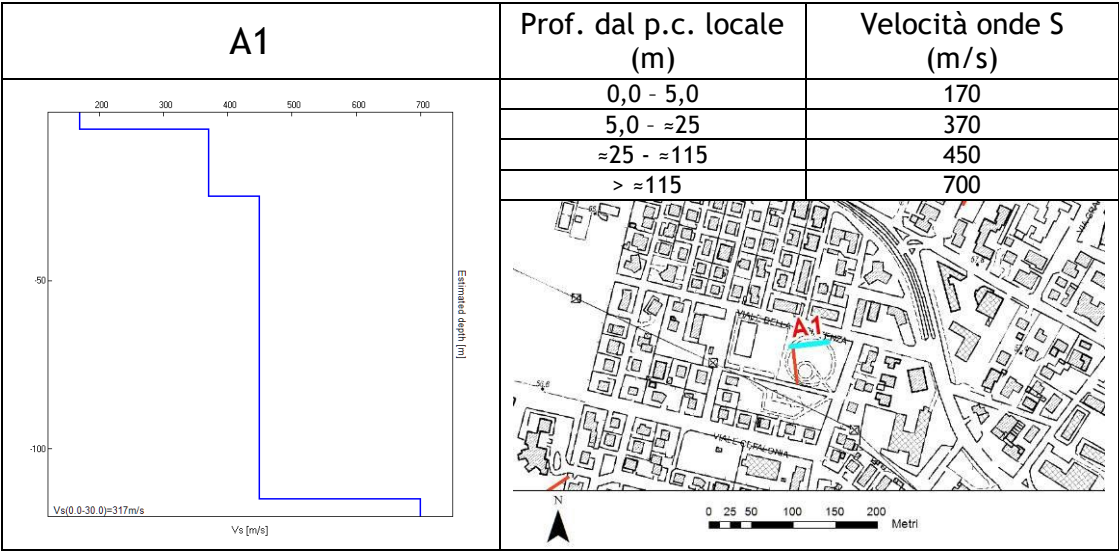 A1
Prof. dal p.c. locale
(m)
Velocità onde S
(m/s)
0,0 – 5,0
170
5,0 – ≈25
370
≈25 - ≈115
450
> ≈115
700
200 300 400 500 600 700
-50
-100
Estimated depth [m]
Vs(0.0-30.0)=317m/s
Vs [m/s]
VIALE DELLA
A1
VIALE CEFALONIA
N
0 25 50 100 150 200
Metri